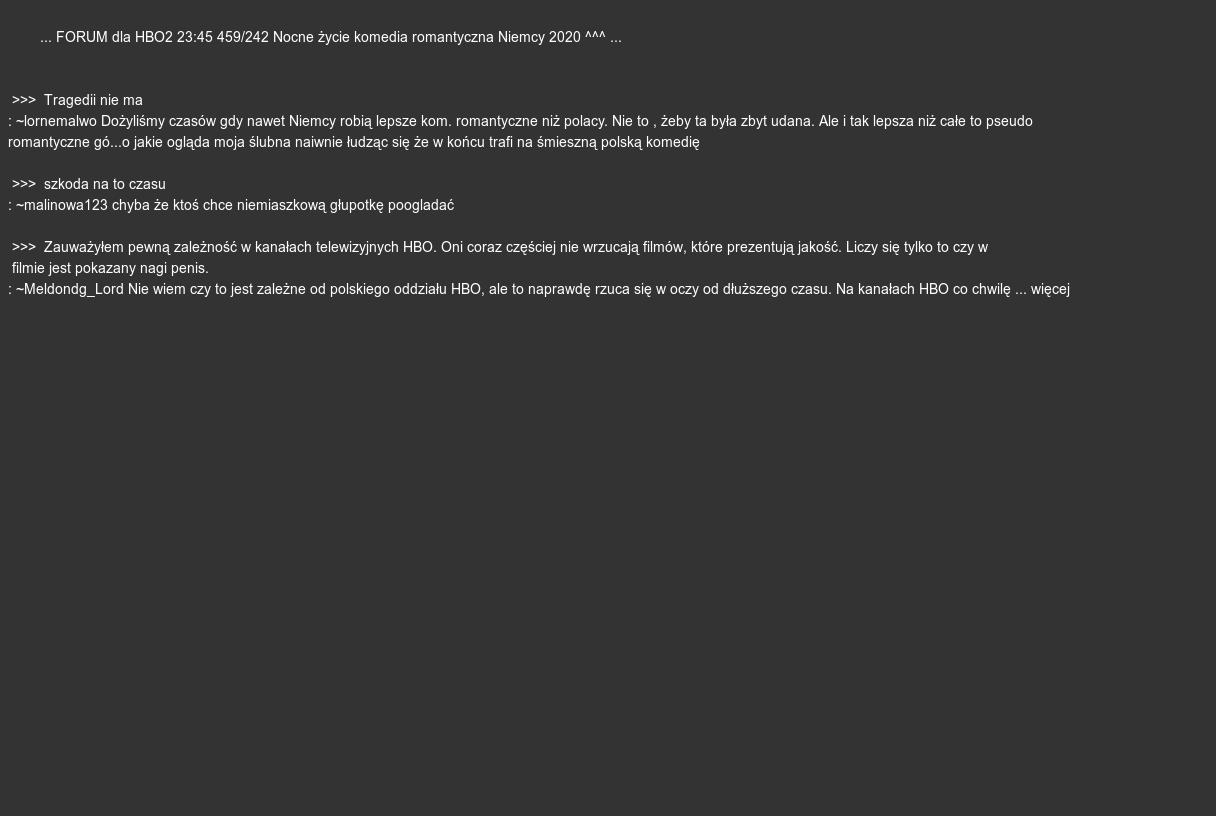 ... FORUM dla HBO2 23:45 459/242 Nocne życie komedia romantyczna Niemcy 2020 ^^^ ...
>>> Tragedii nie ma
: ~lornemalwo Dożyliśmy czasów gdy nawet Niemcy robią lepsze kom. romantyczne niż polacy. Nie to , żeby ta była zbyt udana. Ale i tak lepsza niż całe to pseudo
romantyczne gó...o jakie ogląda moja ślubna naiwnie łudząc się że w końcu trafi na śmieszną polską komedię
>>> szkoda na to czasu
: ~malinowa123 chyba że ktoś chce niemiaszkową głupotkę poogladać
>>> Zauważyłem pewną zależność w kanałach telewizyjnych HBO. Oni coraz częściej nie wrzucają filmów, które prezentują jakość. Liczy się tylko to czy w
filmie jest pokazany nagi penis.
: ~Meldondg_Lord Nie wiem czy to jest zależne od polskiego oddziału HBO, ale to naprawdę rzuca się w oczy od dłuższego czasu. Na kanałach HBO co chwilę ... więcej